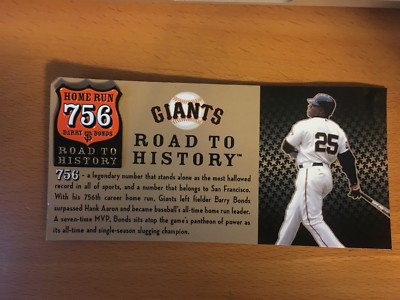 HOME RUN
756
BARRY SF BONDS
ROAD TO
HISTORY
GIANTS
ROAD TO
HISTORY™
756 – a legendary number that stands alone as the most hallowed
record in all of sports, and a number that belongs to San Francisco.
With his 756th career home run, Giants left fielder Barry Bonds
surpassed Hank Aaron and became baseball's all-time home run leader.
A seven-time MVP, Bonds sits atop the game's pantheon of power as
its all-time and single-season slugging champion.
25